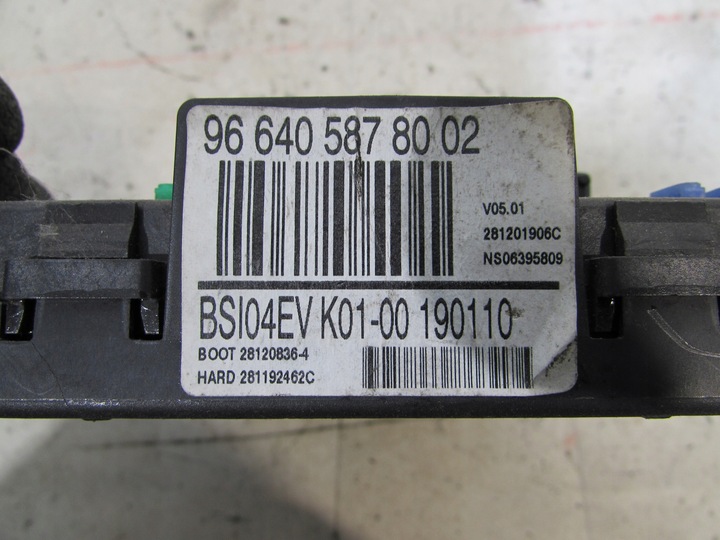 96 640 587 80 02
V05.01
281201906C
NS06395809
BSI04EV K01-00 190110
BOOT 28120836-4
HARD 281192462C